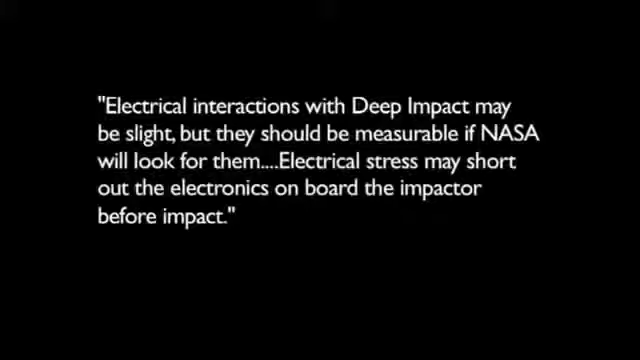 "Electrical interactions with Deep Impact may
be slight, but they should be measurable if NASA
will look for them....Electrical stress may short
out the electronics on board the impactor
before impact."